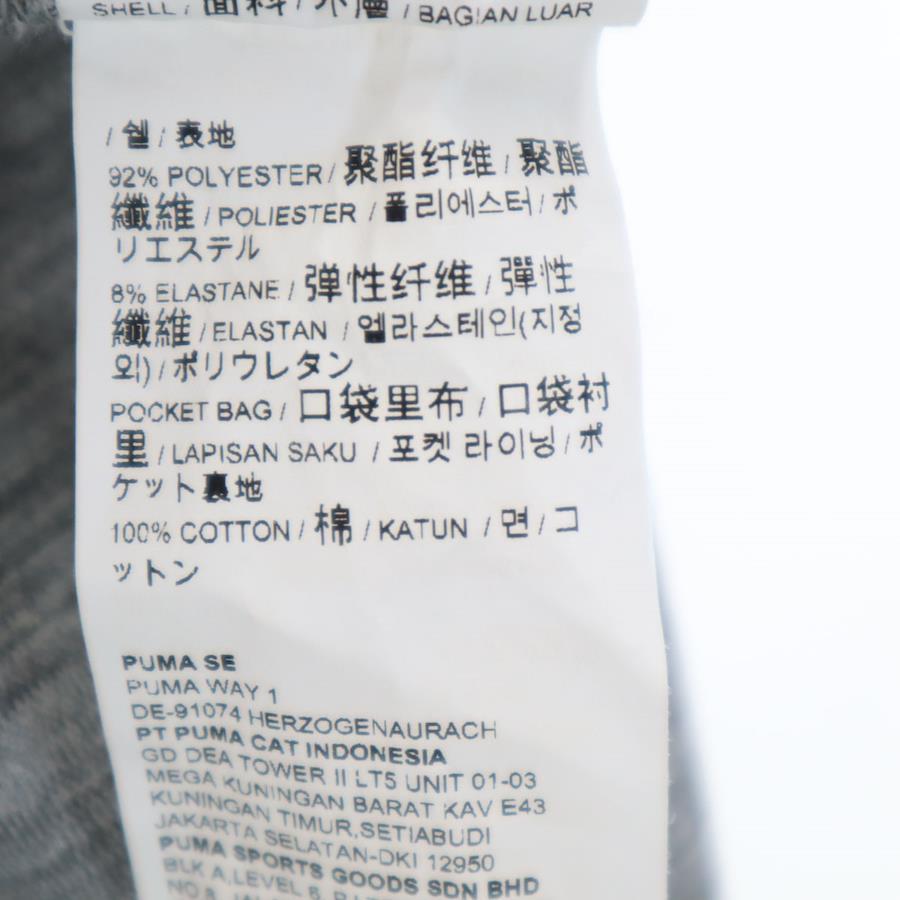 SHELL / 面料 / 外層 / BAGIAN LUAR
/ 쉘 / 表地
92% POLYESTER / 聚酯纤维 / 聚酯
纖維 / POLIESTER / 폴리에스터 / ポ
リエステル
8% ELASTANE / 弹性纤维 / 彈性
纖維 / ELASTAN / 엘라스테인(지정
외) / ポリウレタン
POCKET BAG / 口袋里布 / 口袋衬
里 / LAPISAN SAKU / 포켓 라이닝 / ポ
ケット裏地
100% COTTON / 棉 / KATUN / 면 / コ
ットン
PUMA SE
PUMA WAY 1
DE-91074 HERZOGENAURACH
PT PUMA CAT INDONESIA
GD DEA TOWER II LT5 UNIT 01-03
MEGA KUNINGAN BARAT KAV E43
KUNINGAN TIMUR,SETIABUDI
JAKARTA SELATAN-DKI 12950
PUMA SPORTS GOODS SDN BHD
BLK A,LEVEL 6,